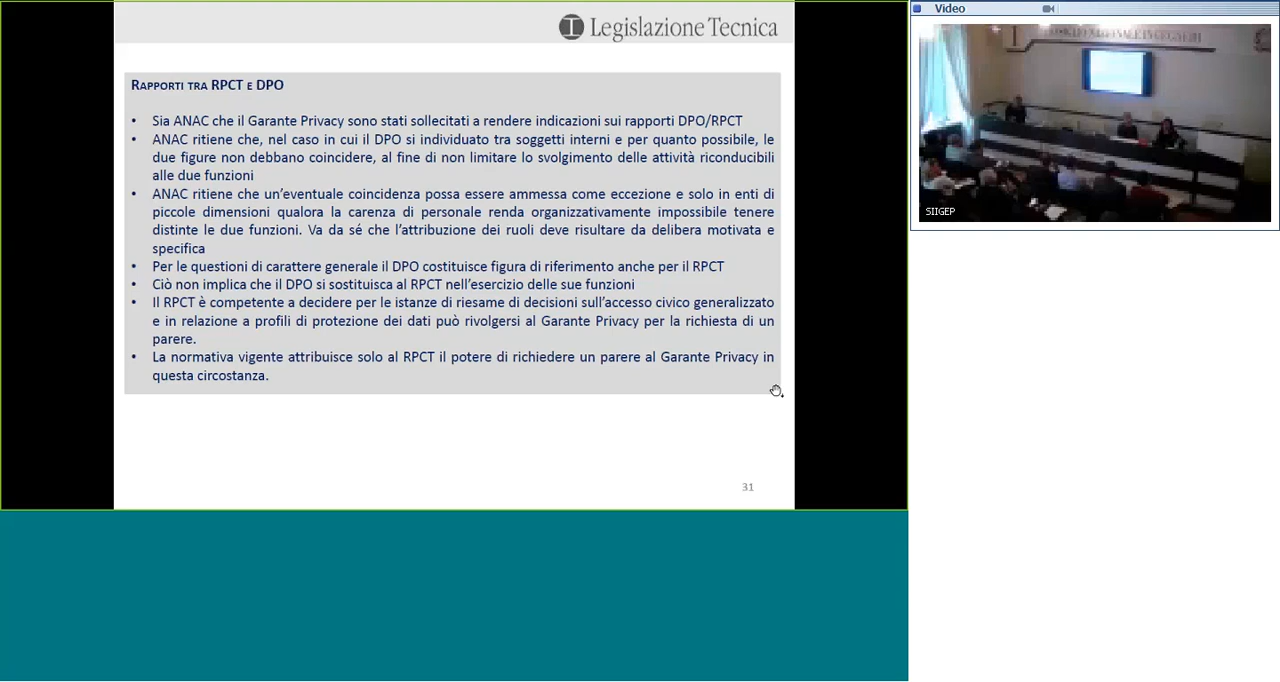 Legislazione Tecnica
Video
RAPPORTI TRA RPCT E DPO
• Sia ANAC che il Garante Privacy sono stati sollecitati a rendere indicazioni sui rapporti DPO/RPCT
• ANAC ritiene che, nel caso in cui il DPO si individuato tra soggetti interni e per quanto possibile, le
due figure non debbano coincidere, al fine di non limitare lo svolgimento delle attività riconducibili
alle due funzioni
• ANAC ritiene che un'eventuale coincidenza possa essere ammessa come eccezione e solo in enti di
piccole dimensioni qualora la carenza di personale renda organizzativamente impossibile tenere
distinte le due funzioni. Va da sé che l'attribuzione dei ruoli deve risultare da delibera motivata e
specifica
• Per le questioni di carattere generale il DPO costituisce figura di riferimento anche per il RPCT
• Ciò non implica che il DPO si sostituisca al RPCT nell'esercizio delle sue funzioni
• Il RPCT è competente a decidere per le istanze di riesame di decisioni sull'accesso civico generalizzato
e in relazione a profili di protezione dei dati può rivolgersi al Garante Privacy per la richiesta di un
parere.
• La normativa vigente attribuisce solo al RPCT il potere di richiedere un parere al Garante Privacy in
questa circostanza.
31
SIIGEP